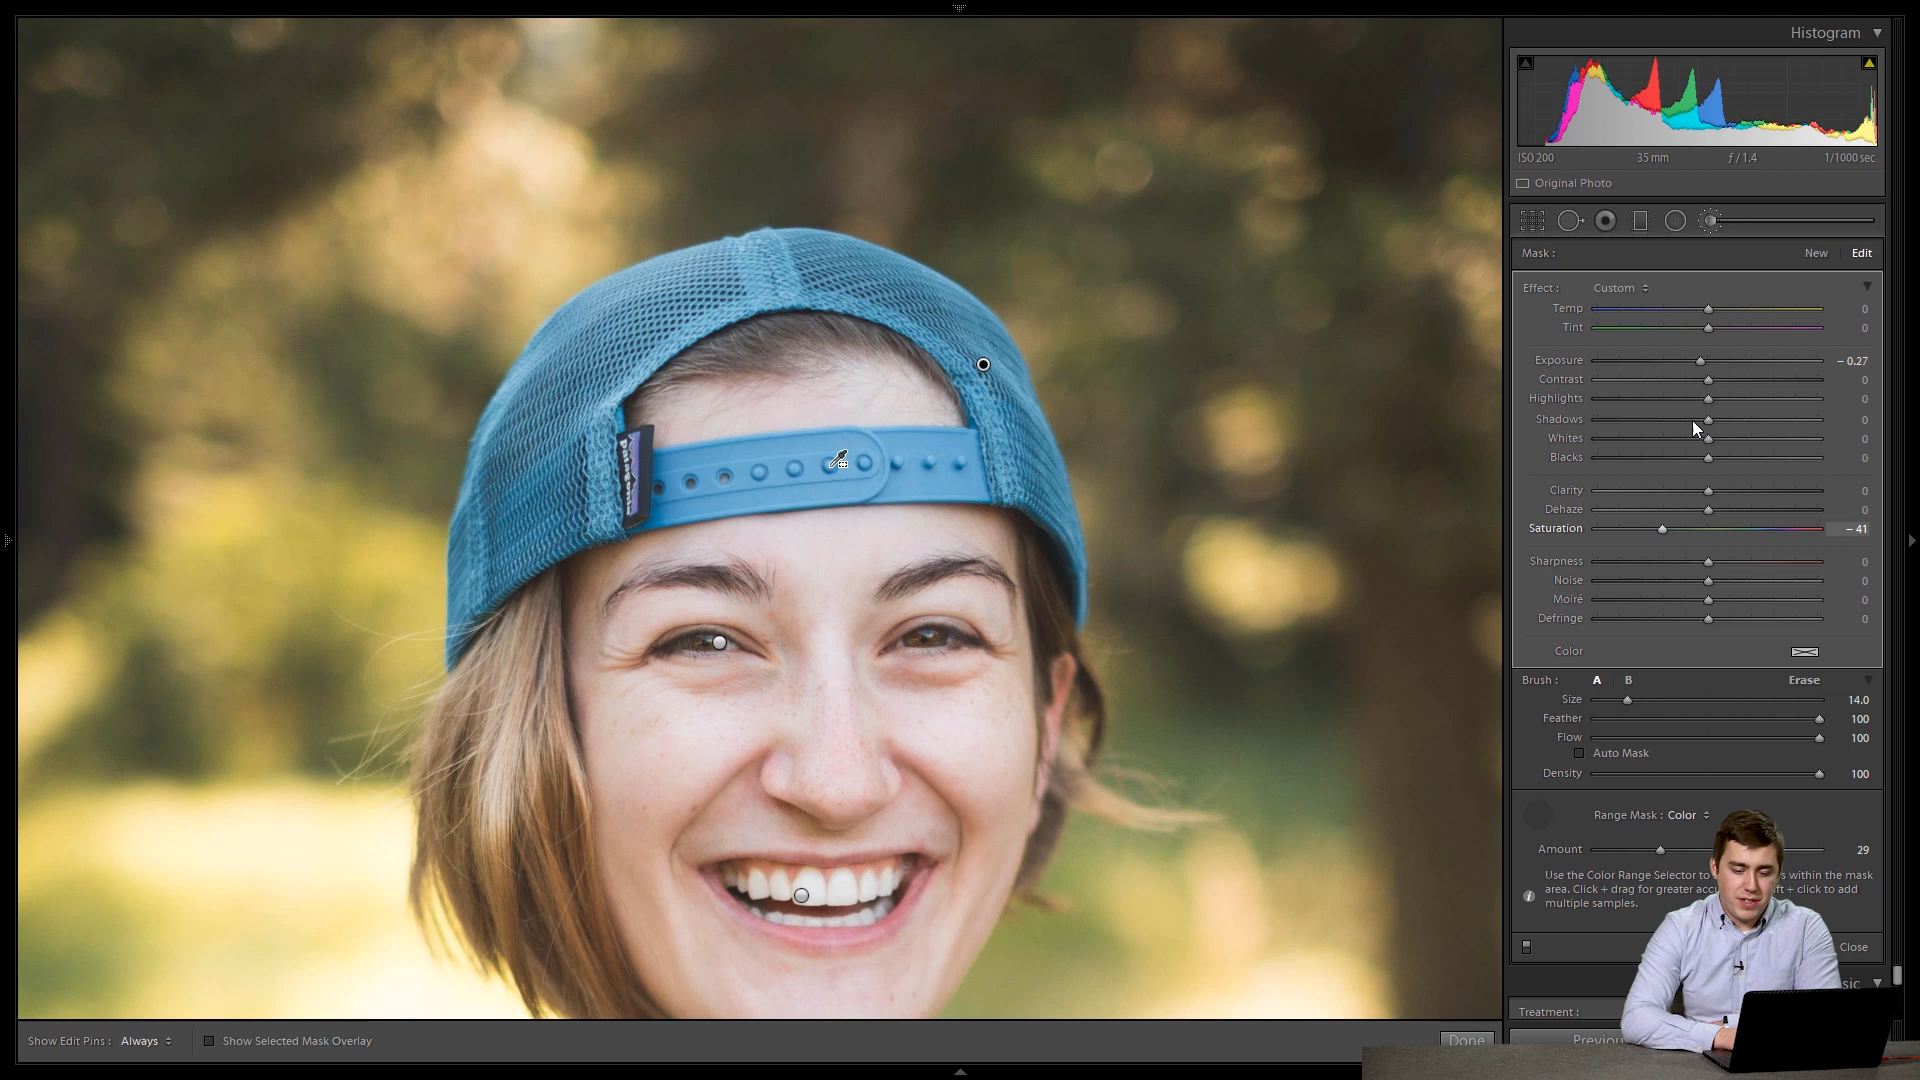 Histogram
ISO 200 35 mm ƒ / 1.4 1/1000 sec
Original Photo
Mask : New Edit
Effect : Custom
Temp 0
Tint 0
Exposure – 0.27
Contrast 0
Highlights 0
Shadows 0
Whites 0
Blacks 0
Clarity 0
Dehaze 0
Saturation – 41
Sharpness 0
Noise 0
Moiré 0
Defringe 0
Color
Brush : A B Erase
Size 14.0
Feather 100
Flow 100
Auto Mask
Density 100
Range Mask : Color
Amount 29
Use the Color Range Selector to s within the mask
area. Click + drag for greater accu ft + click to add
multiple samples.
Close
sic
Treatment :
Previou
patagonia
Show Edit Pins : Always Show Selected Mask Overlay Done